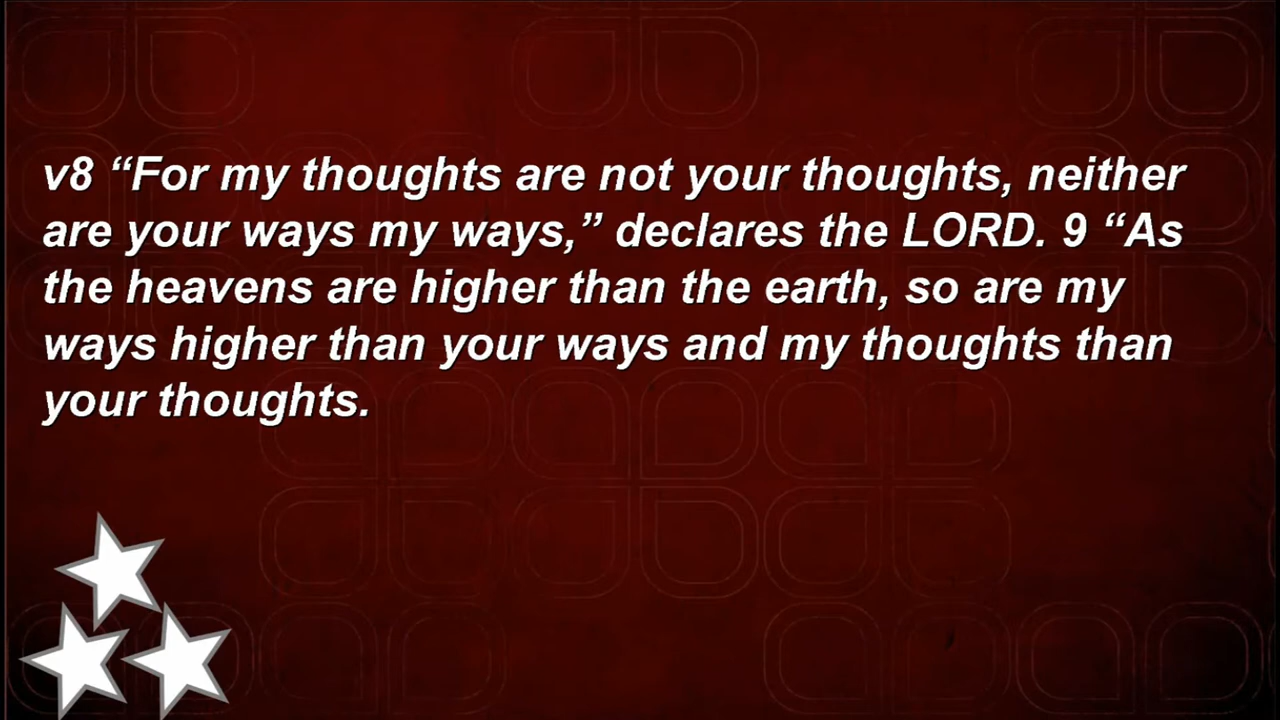 v8 “For my thoughts are not your thoughts, neither
are your ways my ways,” declares the LORD. 9 “As
the heavens are higher than the earth, so are my
ways higher than your ways and my thoughts than
your thoughts.